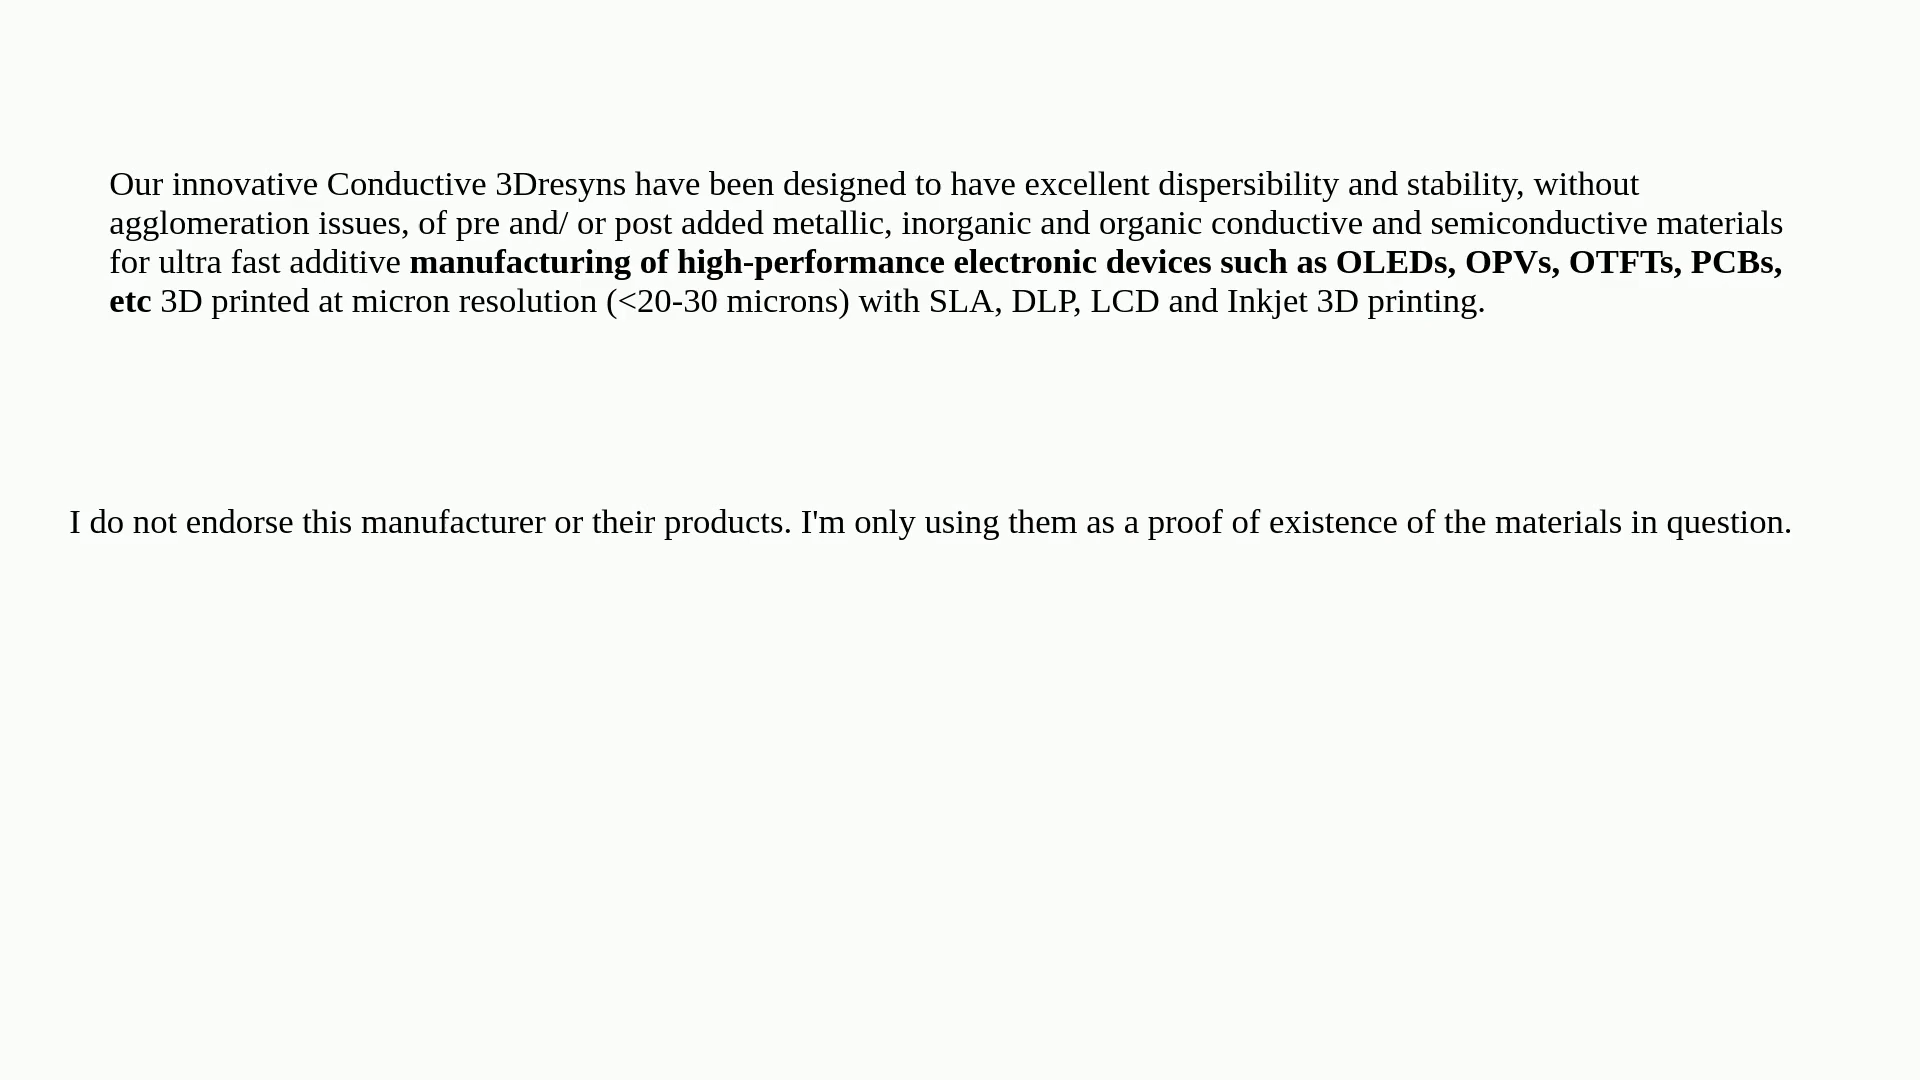 Our innovative Conductive 3Dresyns have been designed to have excellent dispersibility and stability, without
agglomeration issues, of pre and/ or post added metallic, inorganic and organic conductive and semiconductive materials
for ultra fast additive manufacturing of high-performance electronic devices such as OLEDs, OPVs, OTFTs, PCBs,
etc 3D printed at micron resolution (<20-30 microns) with SLA, DLP, LCD and Inkjet 3D printing.
I do not endorse this manufacturer or their products. I'm only using them as a proof of existence of the materials in question.